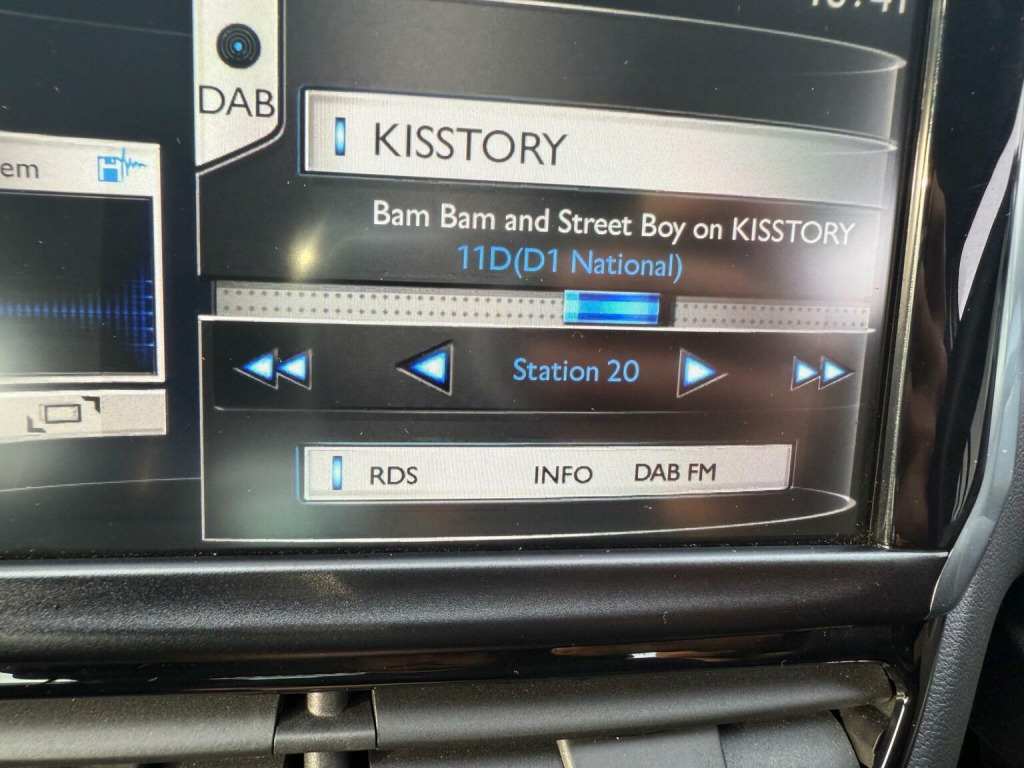 DAB
KISSTORY
em
Bam Bam and Street Boy on KISSTORY
11D(D1 National)
Station 20
RDS INFO DAB FM